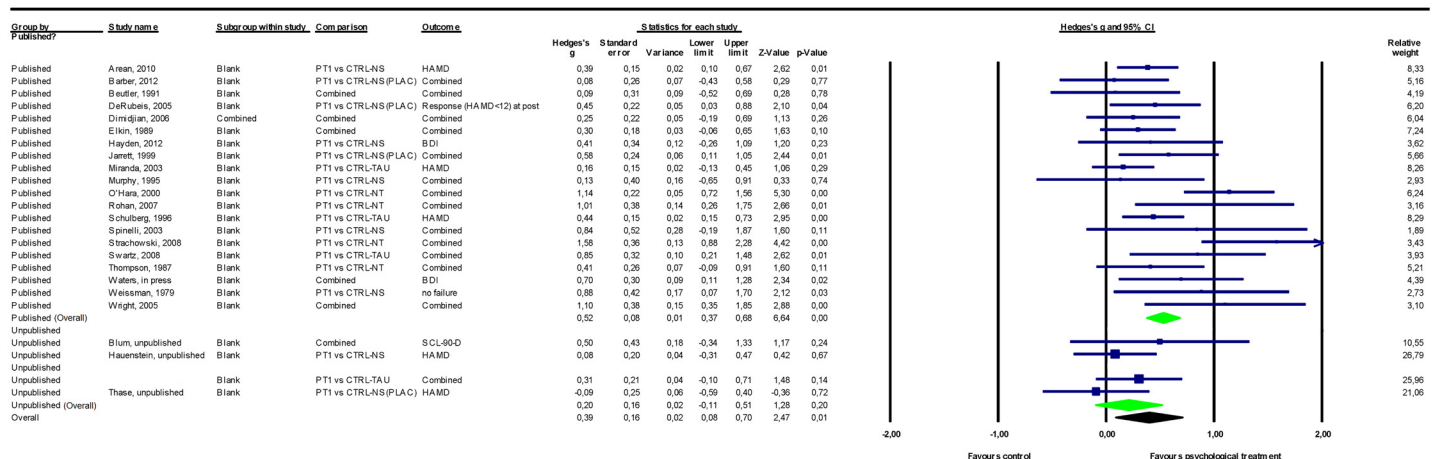 Group by Study name Subgroup within study Comparison Outcome Statistics for each study Hedges's g and 95% CI
Published?
Hedges's Standard Lower Upper Relative
g error Variance limit limit Z-Value p-Value weight
Published Arean, 2010 Blank PT1 vs CTRL-NS HAMD 0,39 0,15 0,02 0,10 0,67 2,62 0,01 8,33
Published Barber, 2012 Blank PT1 vs CTRL-NS(PLAC) Combined 0,08 0,26 0,07 -0,43 0,58 0,29 0,77 5,16
Published Beutler, 1991 Blank Combined Combined 0,09 0,31 0,09 -0,52 0,69 0,28 0,78 4,19
Published DeRubeis, 2005 Blank PT1 vs CTRL-NS(PLAC) Response (HAMD<12) at post 0,45 0,22 0,05 0,03 0,88 2,10 0,04 6,20
Published Dimidjian, 2006 Combined Combined Combined 0,25 0,22 0,05 -0,19 0,69 1,13 0,26 6,04
Published Elkin, 1989 Blank Combined Combined 0,30 0,18 0,03 -0,06 0,65 1,63 0,10 7,24
Published Hayden, 2012 Blank PT1 vs CTRL-NS BDI 0,41 0,34 0,12 -0,26 1,09 1,20 0,23 3,62
Published Jarrett, 1999 Blank PT1 vs CTRL-NS(PLAC) Combined 0,58 0,24 0,06 0,11 1,05 2,44 0,01 5,66
Published Miranda, 2003 Blank PT1 vs CTRL-TAU HAMD 0,16 0,15 0,02 -0,13 0,45 1,06 0,29 8,26
Published Murphy, 1995 Blank PT1 vs CTRL-NS Combined 0,13 0,40 0,16 -0,65 0,91 0,33 0,74 2,93
Published O'Hara, 2000 Blank PT1 vs CTRL-NT Combined 1,14 0,22 0,05 0,72 1,56 5,30 0,00 6,24
Published Rohan, 2007 Blank PT1 vs CTRL-NT Combined 1,01 0,38 0,14 0,26 1,75 2,66 0,01 3,16
Published Schulberg, 1996 Blank PT1 vs CTRL-TAU HAMD 0,44 0,15 0,02 0,15 0,73 2,95 0,00 8,29
Published Spinelli, 2003 Blank PT1 vs CTRL-NS Combined 0,84 0,52 0,28 -0,19 1,87 1,60 0,11 1,89
Published Strachowski, 2008 Blank PT1 vs CTRL-NT Combined 1,58 0,36 0,13 0,88 2,28 4,42 0,00 3,43
Published Swartz, 2008 Blank PT1 vs CTRL-TAU Combined 0,85 0,32 0,10 0,21 1,48 2,62 0,01 3,93
Published Thompson, 1987 Blank PT1 vs CTRL-NT Combined 0,41 0,26 0,07 -0,09 0,91 1,60 0,11 5,21
Published Waters, in press Blank Combined BDI 0,70 0,30 0,09 0,11 1,28 2,34 0,02 4,39
Published Weissman, 1979 Blank PT1 vs CTRL-NS no failure 0,88 0,42 0,17 0,07 1,70 2,12 0,03 2,73
Published Wright, 2005 Blank Combined Combined 1,10 0,38 0,15 0,35 1,85 2,88 0,00 3,10
Published (Overall) 0,52 0,08 0,01 0,37 0,68 6,64 0,00
Unpublished
Unpublished Blum, unpublished Blank Combined SCL-90-D 0,50 0,43 0,18 -0,34 1,33 1,17 0,24 10,55
Unpublished Hauenstein, unpublished Blank PT1 vs CTRL-NS HAMD 0,08 0,20 0,04 -0,31 0,47 0,42 0,67 26,79
Unpublished
Unpublished Blank PT1 vs CTRL-TAU Combined 0,31 0,21 0,04 -0,10 0,71 1,48 0,14 25,96
Unpublished Thase, unpublished Blank PT1 vs CTRL-NS(PLAC) HAMD -0,09 0,25 0,06 -0,59 0,40 -0,36 0,72 21,06
Unpublished (Overall) 0,20 0,16 0,02 -0,11 0,51 1,28 0,20
Overall 0,39 0,16 0,02 0,08 0,70 2,47 0,01
-2,00 -1,00 0,00 1,00 2,00
Favours control Favours psychological treatment